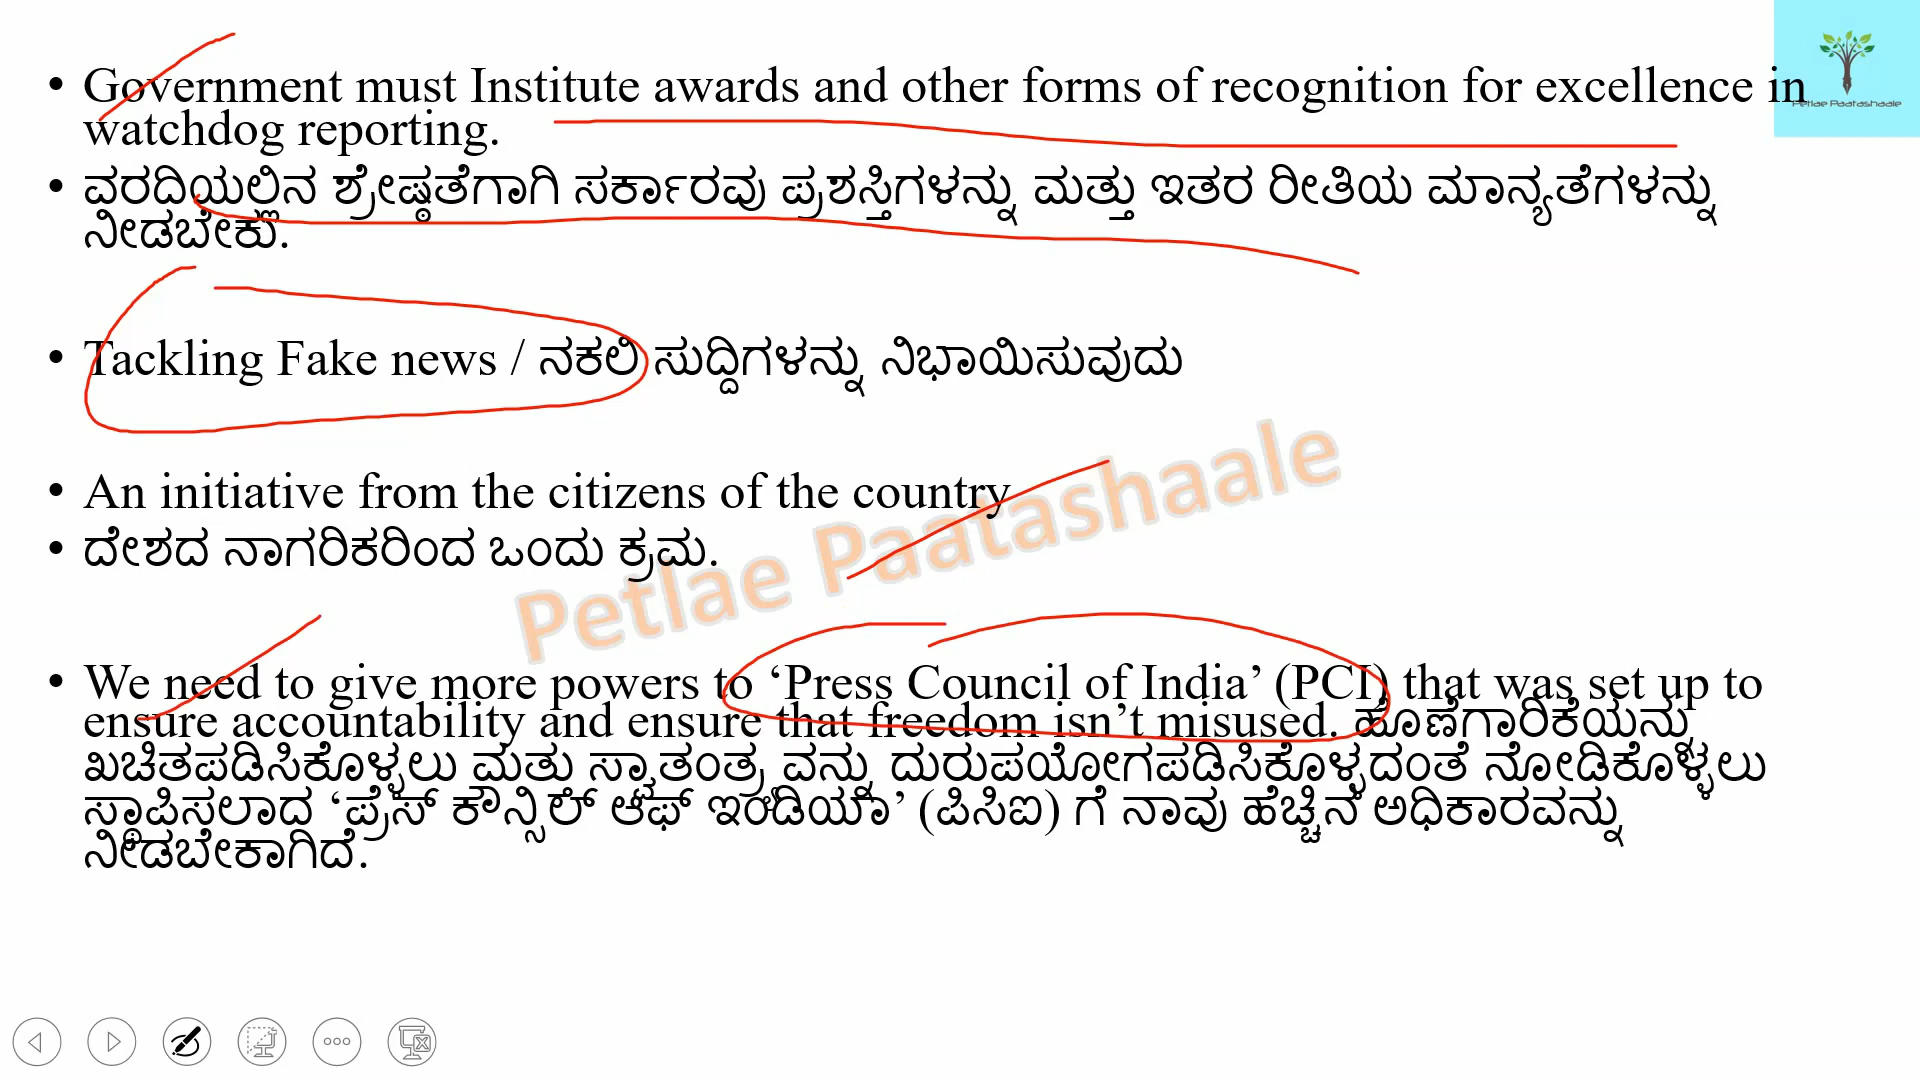 • Government must Institute awards and other forms of recognition for excellence in
watchdog reporting.
• ವರದಿಯಲ್ಲಿನ ಶ್ರೇಷ್ಠತೆಗಾಗಿ ಸರ್ಕಾರವು ಪ್ರಶಸ್ತಿಗಳನ್ನು ಮತ್ತು ಇತರ ರೀತಿಯ ಮಾನ್ಯತೆಗಳನ್ನು
ನೀಡಬೇಕು.
• Tackling Fake news / ನಕಲಿ ಸುದ್ದಿಗಳನ್ನು ನಿಭಾಯಿಸುವುದು
• An initiative from the citizens of the country
• ದೇಶದ ನಾಗರಿಕರಿಂದ ಒಂದು ಕ್ರಮ.
• We need to give more powers to ‘Press Council of India’ (PCI) that was set up to
ensure accountability and ensure that freedom isn’t misused. ಹೊಣೆಗಾರಿಕೆಯನ್ನು
ಖಚಿತಪಡಿಸಿಕೊಳ್ಳಲು ಮತ್ತು ಸ್ವಾತಂತ್ರ್ಯವನ್ನು ದುರುಪಯೋಗಪಡಿಸಿಕೊಳ್ಳದಂತೆ ನೋಡಿಕೊಳ್ಳಲು
ಸ್ಥಾಪಿಸಲಾದ ‘ಪ್ರೆಸ್ ಕೌನ್ಸಿಲ್ ಆಫ್ ಇಂಡಿಯಾ’ (ಪಿಸಿಐ) ಗೆ ನಾವು ಹೆಚ್ಚಿನ ಅಧಿಕಾರವನ್ನು
ನೀಡಬೇಕಾಗಿದೆ.
Petlae Paatashaale
Petlae Paatashaale